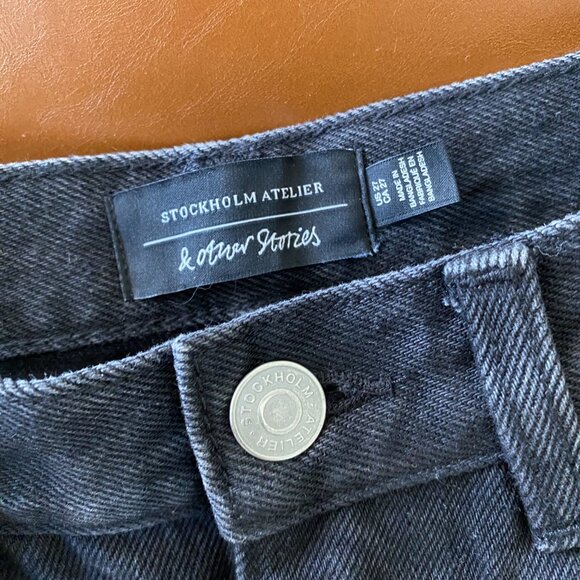 STOCKHOLM ATELIER
& other Stories
US 27
CA 27
MADE IN
BANGLADESH
FABRIQUÉ EN
BANGLADESH
STOCKHOLM
ATELIER